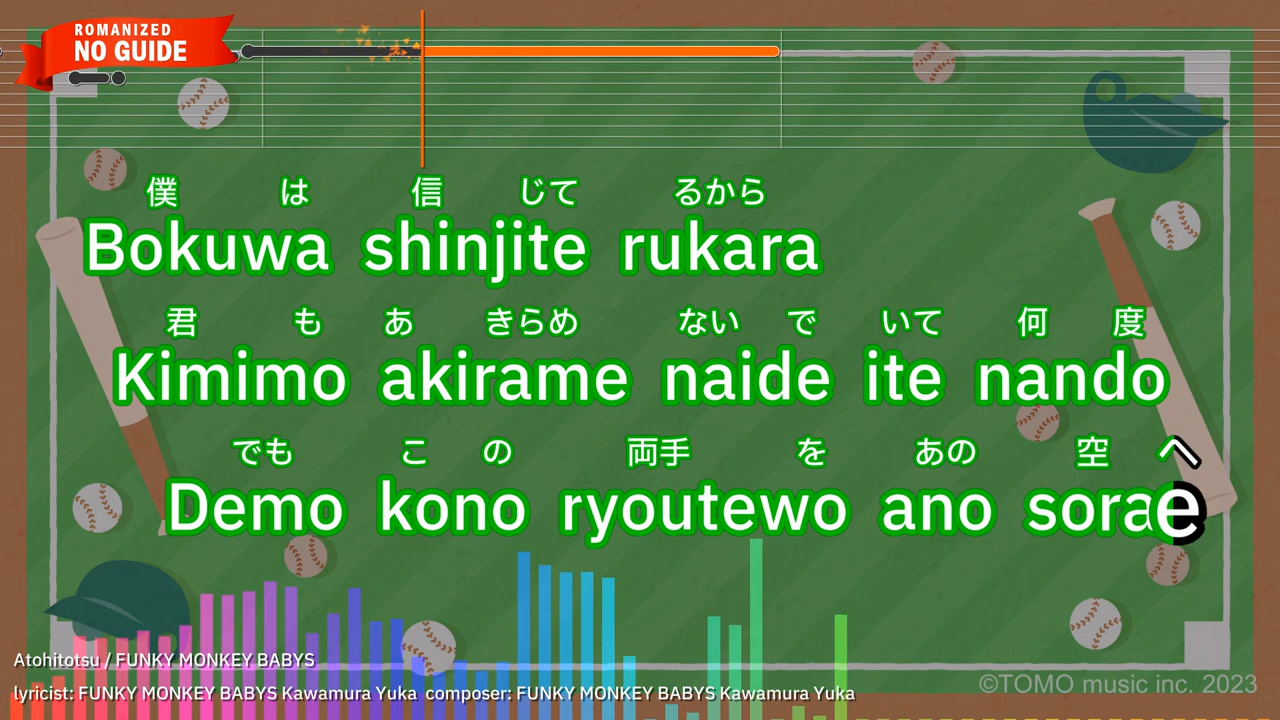 ROMANIZED
NO GUIDE
僕 は 信 じて るから
Bokuwa shinjite rukara
君 も あ きらめ ない で いて 何 度
Kimimo akirame naide ite nando
でも こ の 両手 を あの 空 へ
Demo kono ryoutewo ano sorae
Atohitotsu / FUNKY MONKEY BABYS
lyricist: FUNKY MONKEY BABYS Kawamura Yuka composer: FUNKY MONKEY BABYS Kawamura Yuka
©TOMO music inc. 2023